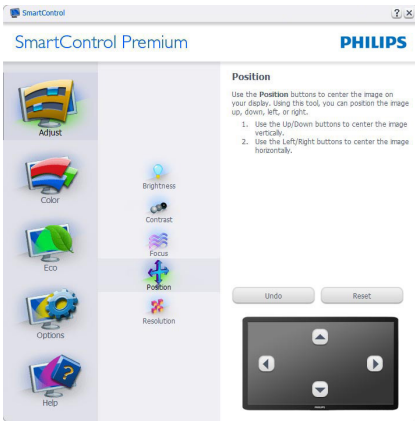 SmartControl
SmartControl Premium
PHILIPS
Adjust
Color
Eco
Options
Help
Brightness
Contrast
Focus
Position
Resolution
Position
Use the Position buttons to center the image on
your display. Using this tool, you can position the image
up, down, left, or right.
1. Use the Up/Down buttons to center the image
vertically.
2. Use the Left/Right buttons to center the image
horizontally.
Undo
Reset